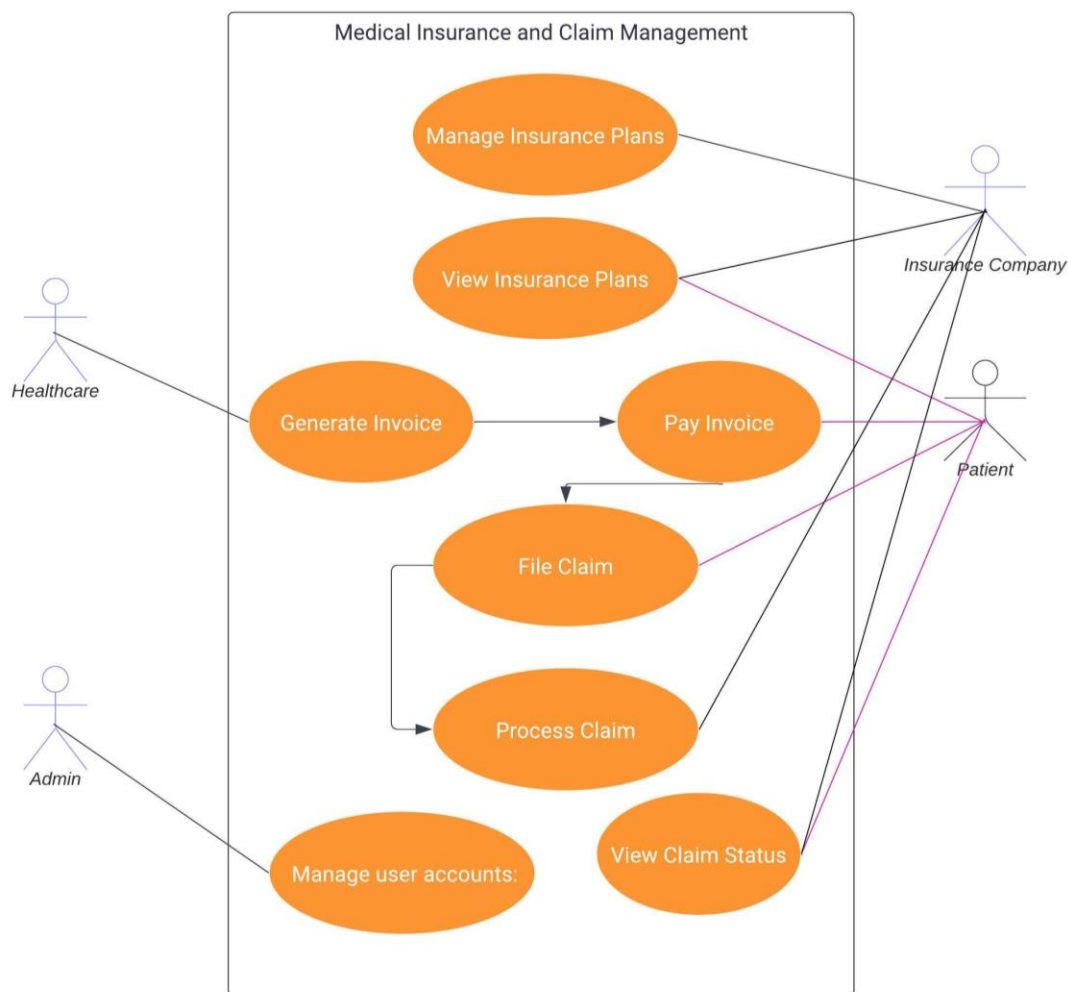 Medical Insurance and Claim Management
Manage Insurance Plans
View Insurance Plans
Insurance Company
Healthcare
Generate Invoice
Pay Invoice
Patient
File Claim
Process Claim
Admin
View Claim Status
Manage user accounts: